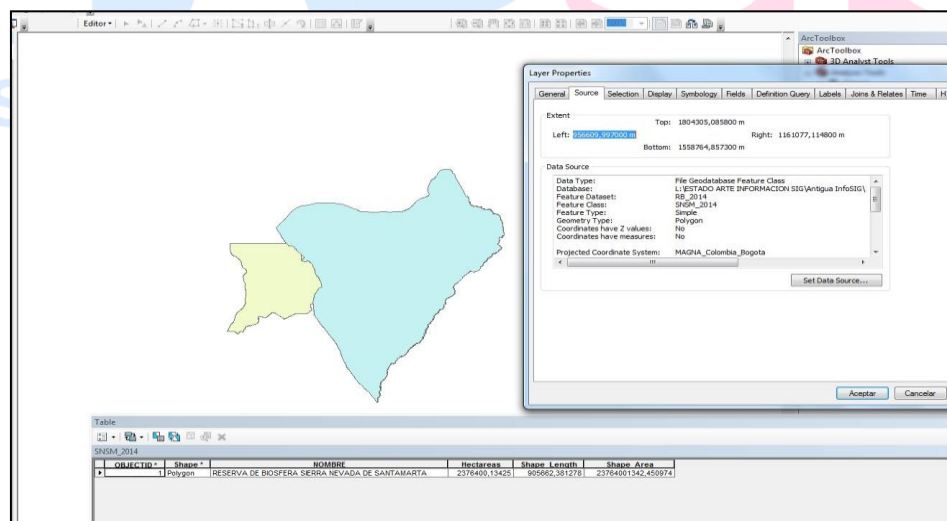 Editor
ArcToolbox
ArcToolbox
3D Analyst Tools
Layer Properties
General Source Selection Display Symbology Fields Definition Query Labels Joins & Relates Time
Extent
Top: 1804305,085800 m
Left: 956609,997000 m Right: 1161077,114800 m
Bottom: 1558764,857300 m
Data Source
Data Type: File Geodatabase Feature Class
Database: L:\ESTADO ARTE INFORMACION SIG\Antigua InfoSIG\
Feature Dataset: RB_2014
Feature Class: SNSM_2014
Feature Type: Simple
Geometry Type: Polygon
Coordinates have Z values: No
Coordinates have measures: No
Projected Coordinate System: MAGNA_Colombia_Bogota
Set Data Source...
Aceptar Cancelar
Table
SNSM_2014
OBJECTID * Shape * NOMBRE Hectareas Shape_Length Shape_Area
1 Polygon RESERVA DE BIOSFERA SIERRA NEVADA DE SANTAMARTA 2376400,13425 905662,381278 23764001342,450974